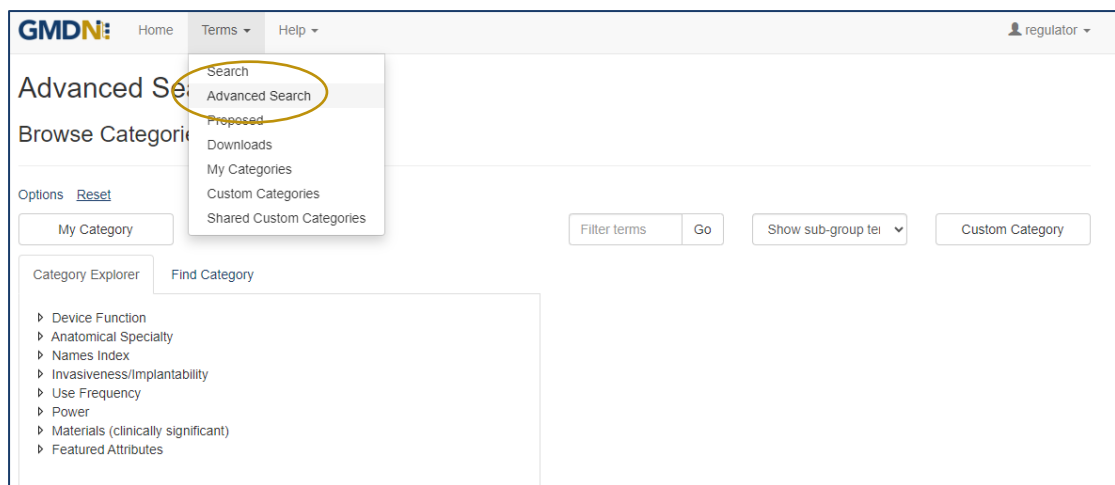 GMDN Home Terms Help regulator
Search
Advanced Sea
Advanced Search
Proposed
Browse Categorie
Downloads
My Categories
Options Reset
Custom Categories
Shared Custom Categories
My Category Filter terms Go Show sub-group ter Custom Category
Category Explorer Find Category
Device Function
Anatomical Specialty
Names Index
Invasiveness/Implantability
Use Frequency
Power
Materials (clinically significant)
Featured Attributes